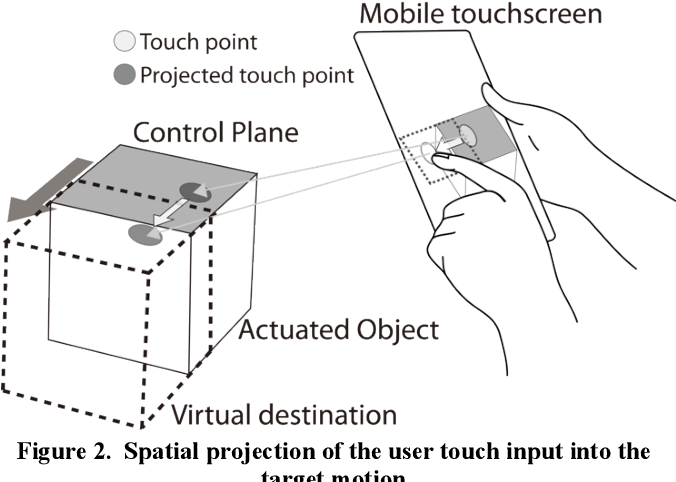 Mobile touchscreen
Touch point
Projected touch point
Control Plane
Actuated Object
Virtual destination
Figure 2. Spatial projection of the user touch input into the
target motion